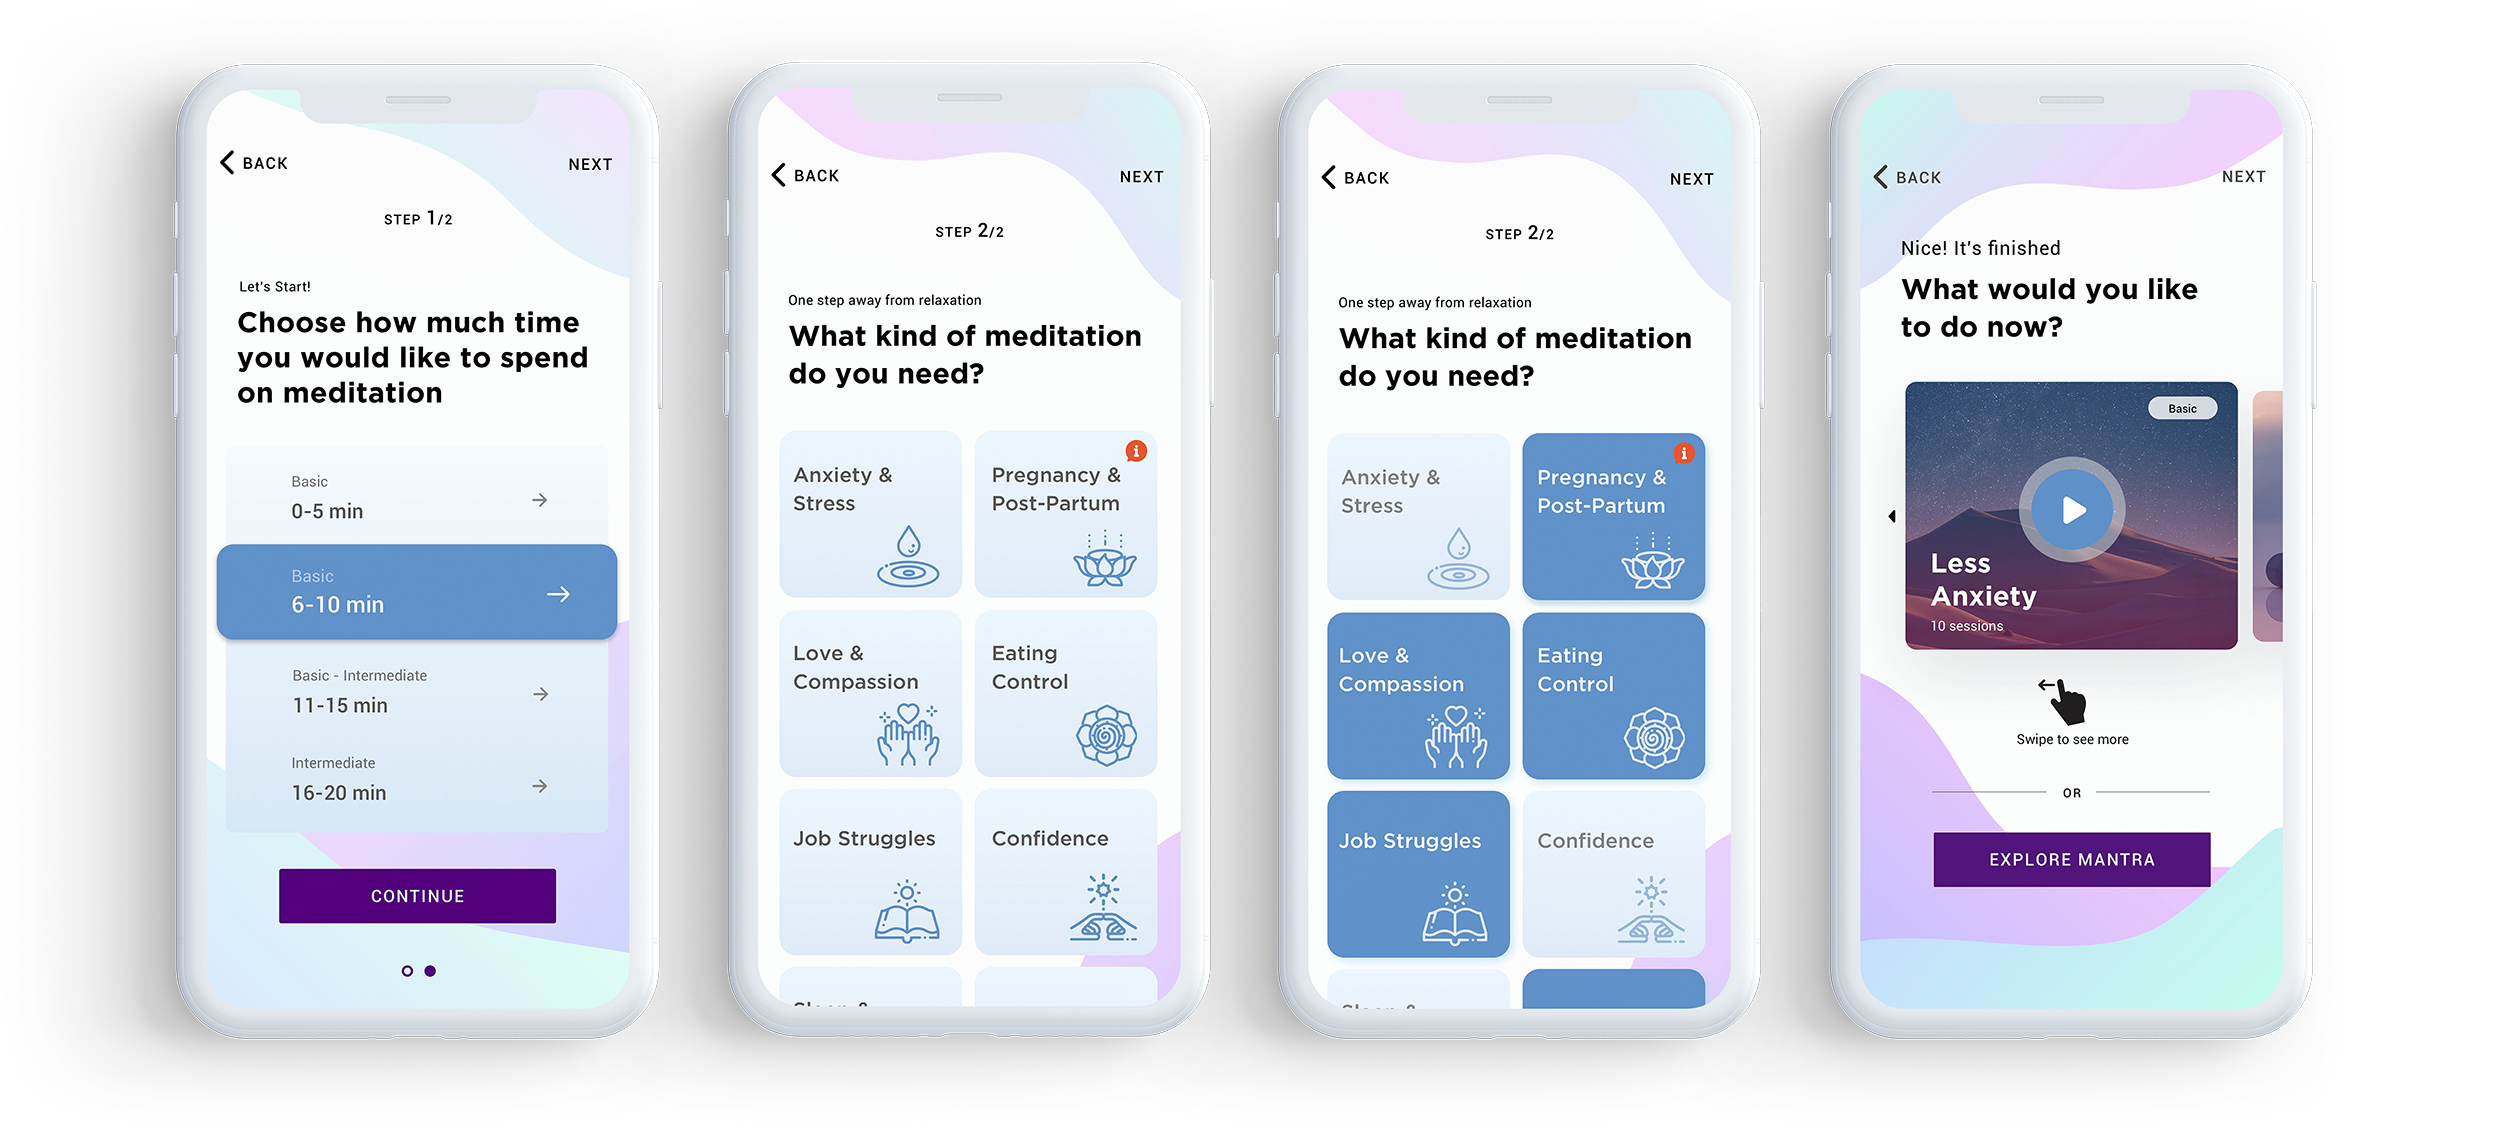 BACK
NEXT
STEP 1/2
Let's Start!
Choose how much time
you would like to spend
on meditation
Basic
0-5 min
Basic
6-10 min
Basic - Intermediate
11-15 min
Intermediate
16-20 min
CONTINUE
BACK
NEXT
STEP 2/2
One step away from relaxation
What kind of meditation
do you need?
Anxiety &
Stress
i
Pregnancy &
Post-Partum
Love &
Compassion
Eating
Control
Job Struggles
Confidence
BACK
NEXT
STEP 2/2
One step away from relaxation
What kind of meditation
do you need?
Anxiety &
Stress
i
Pregnancy &
Post-Partum
Love &
Compassion
Eating
Control
Job Struggles
Confidence
BACK
NEXT
Nice! It's finished
What would you like
to do now?
Basic
Less
Anxiety
10 sessions
Swipe to see more
OR
EXPLORE MANTRA